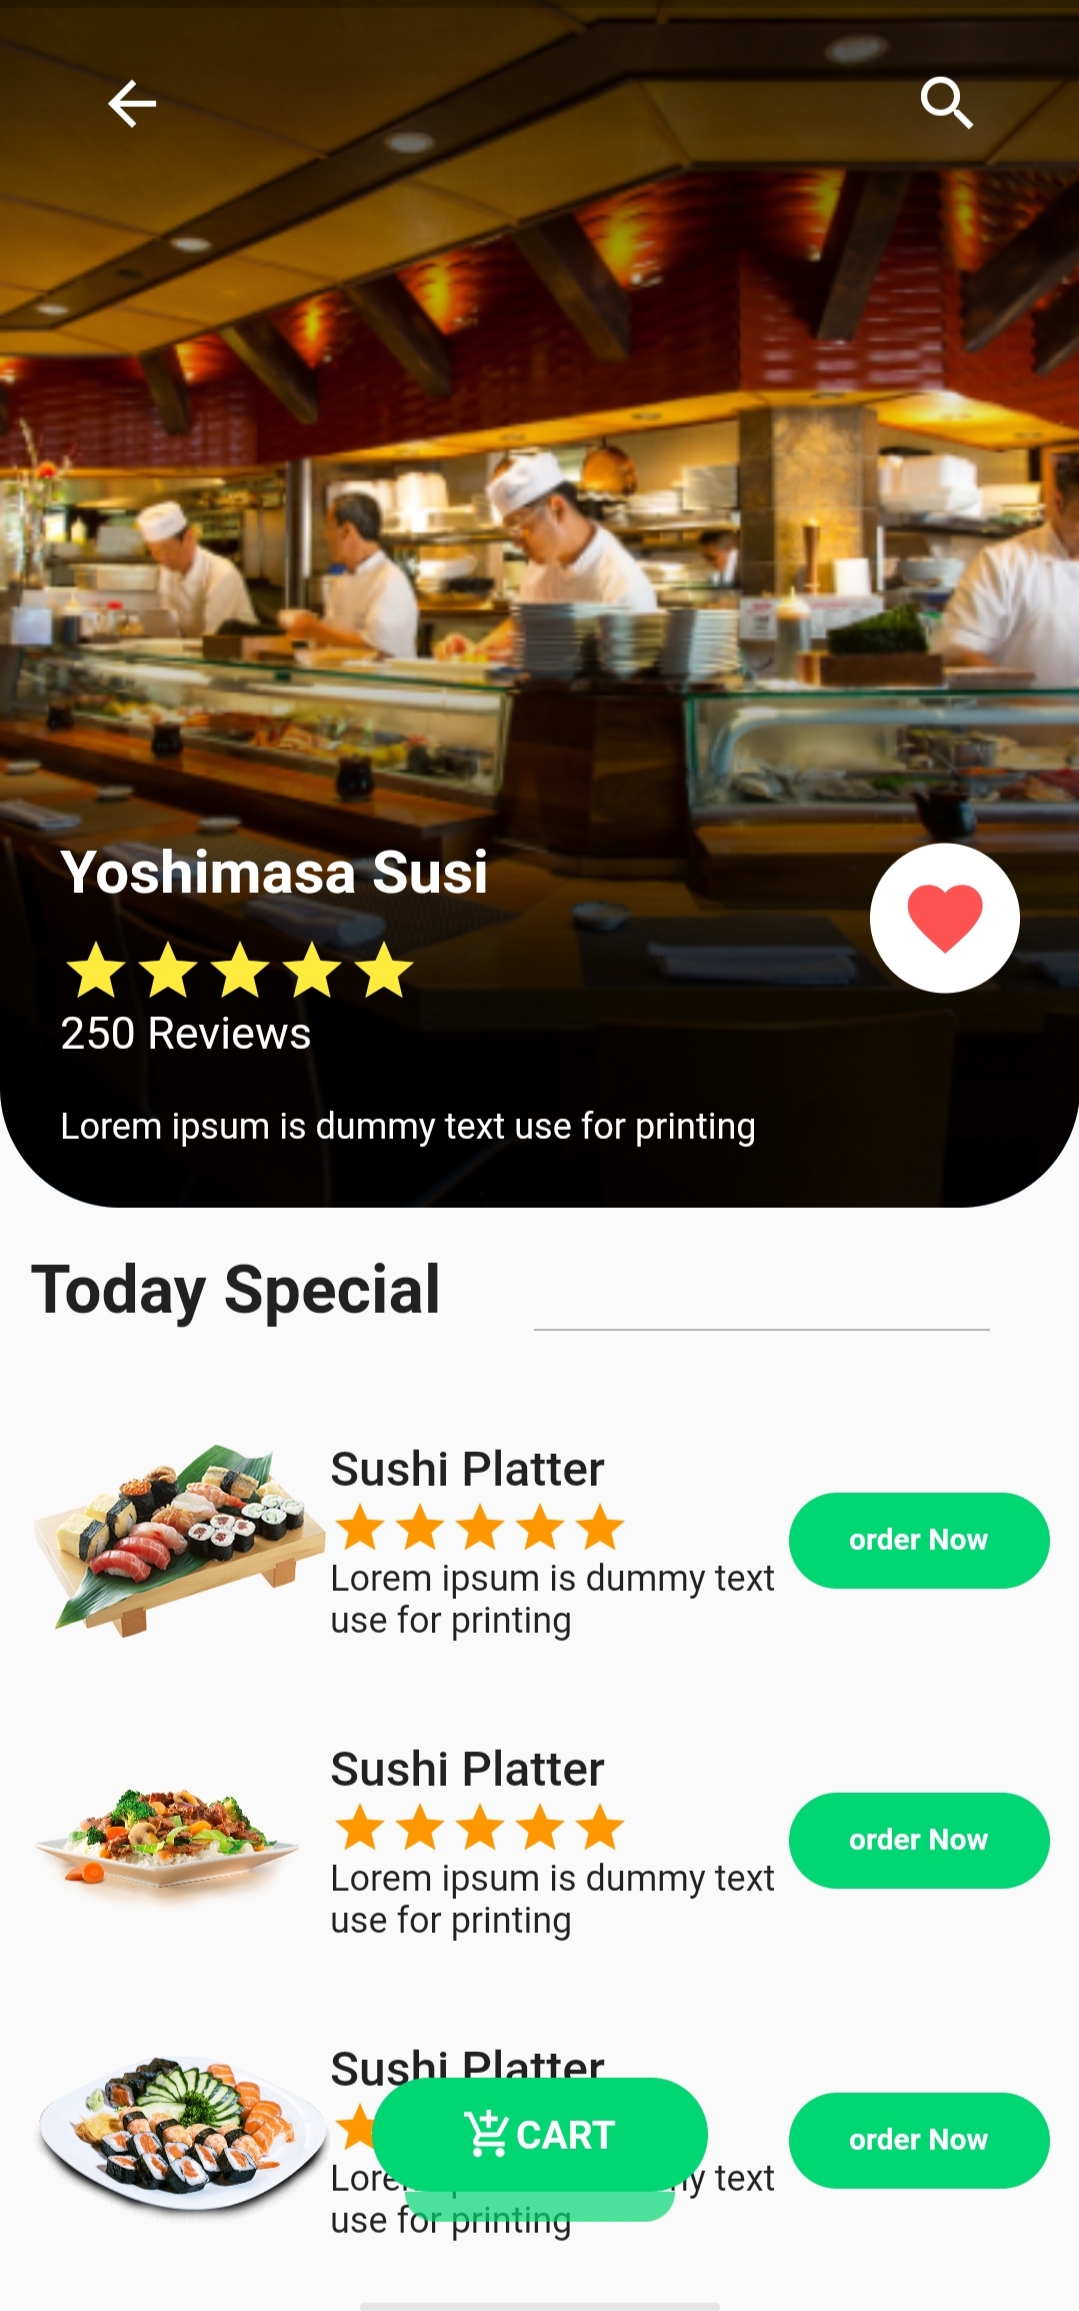 Yoshimasa Susi
250 Reviews
Lorem ipsum is dummy text use for printing
Today Special
Sushi Platter
Lorem ipsum is dummy text
use for printing
order Now
Sushi Platter
Lorem ipsum is dummy text
use for printing
order Now
Sushi Platter
text
use for printing
order Now
CART